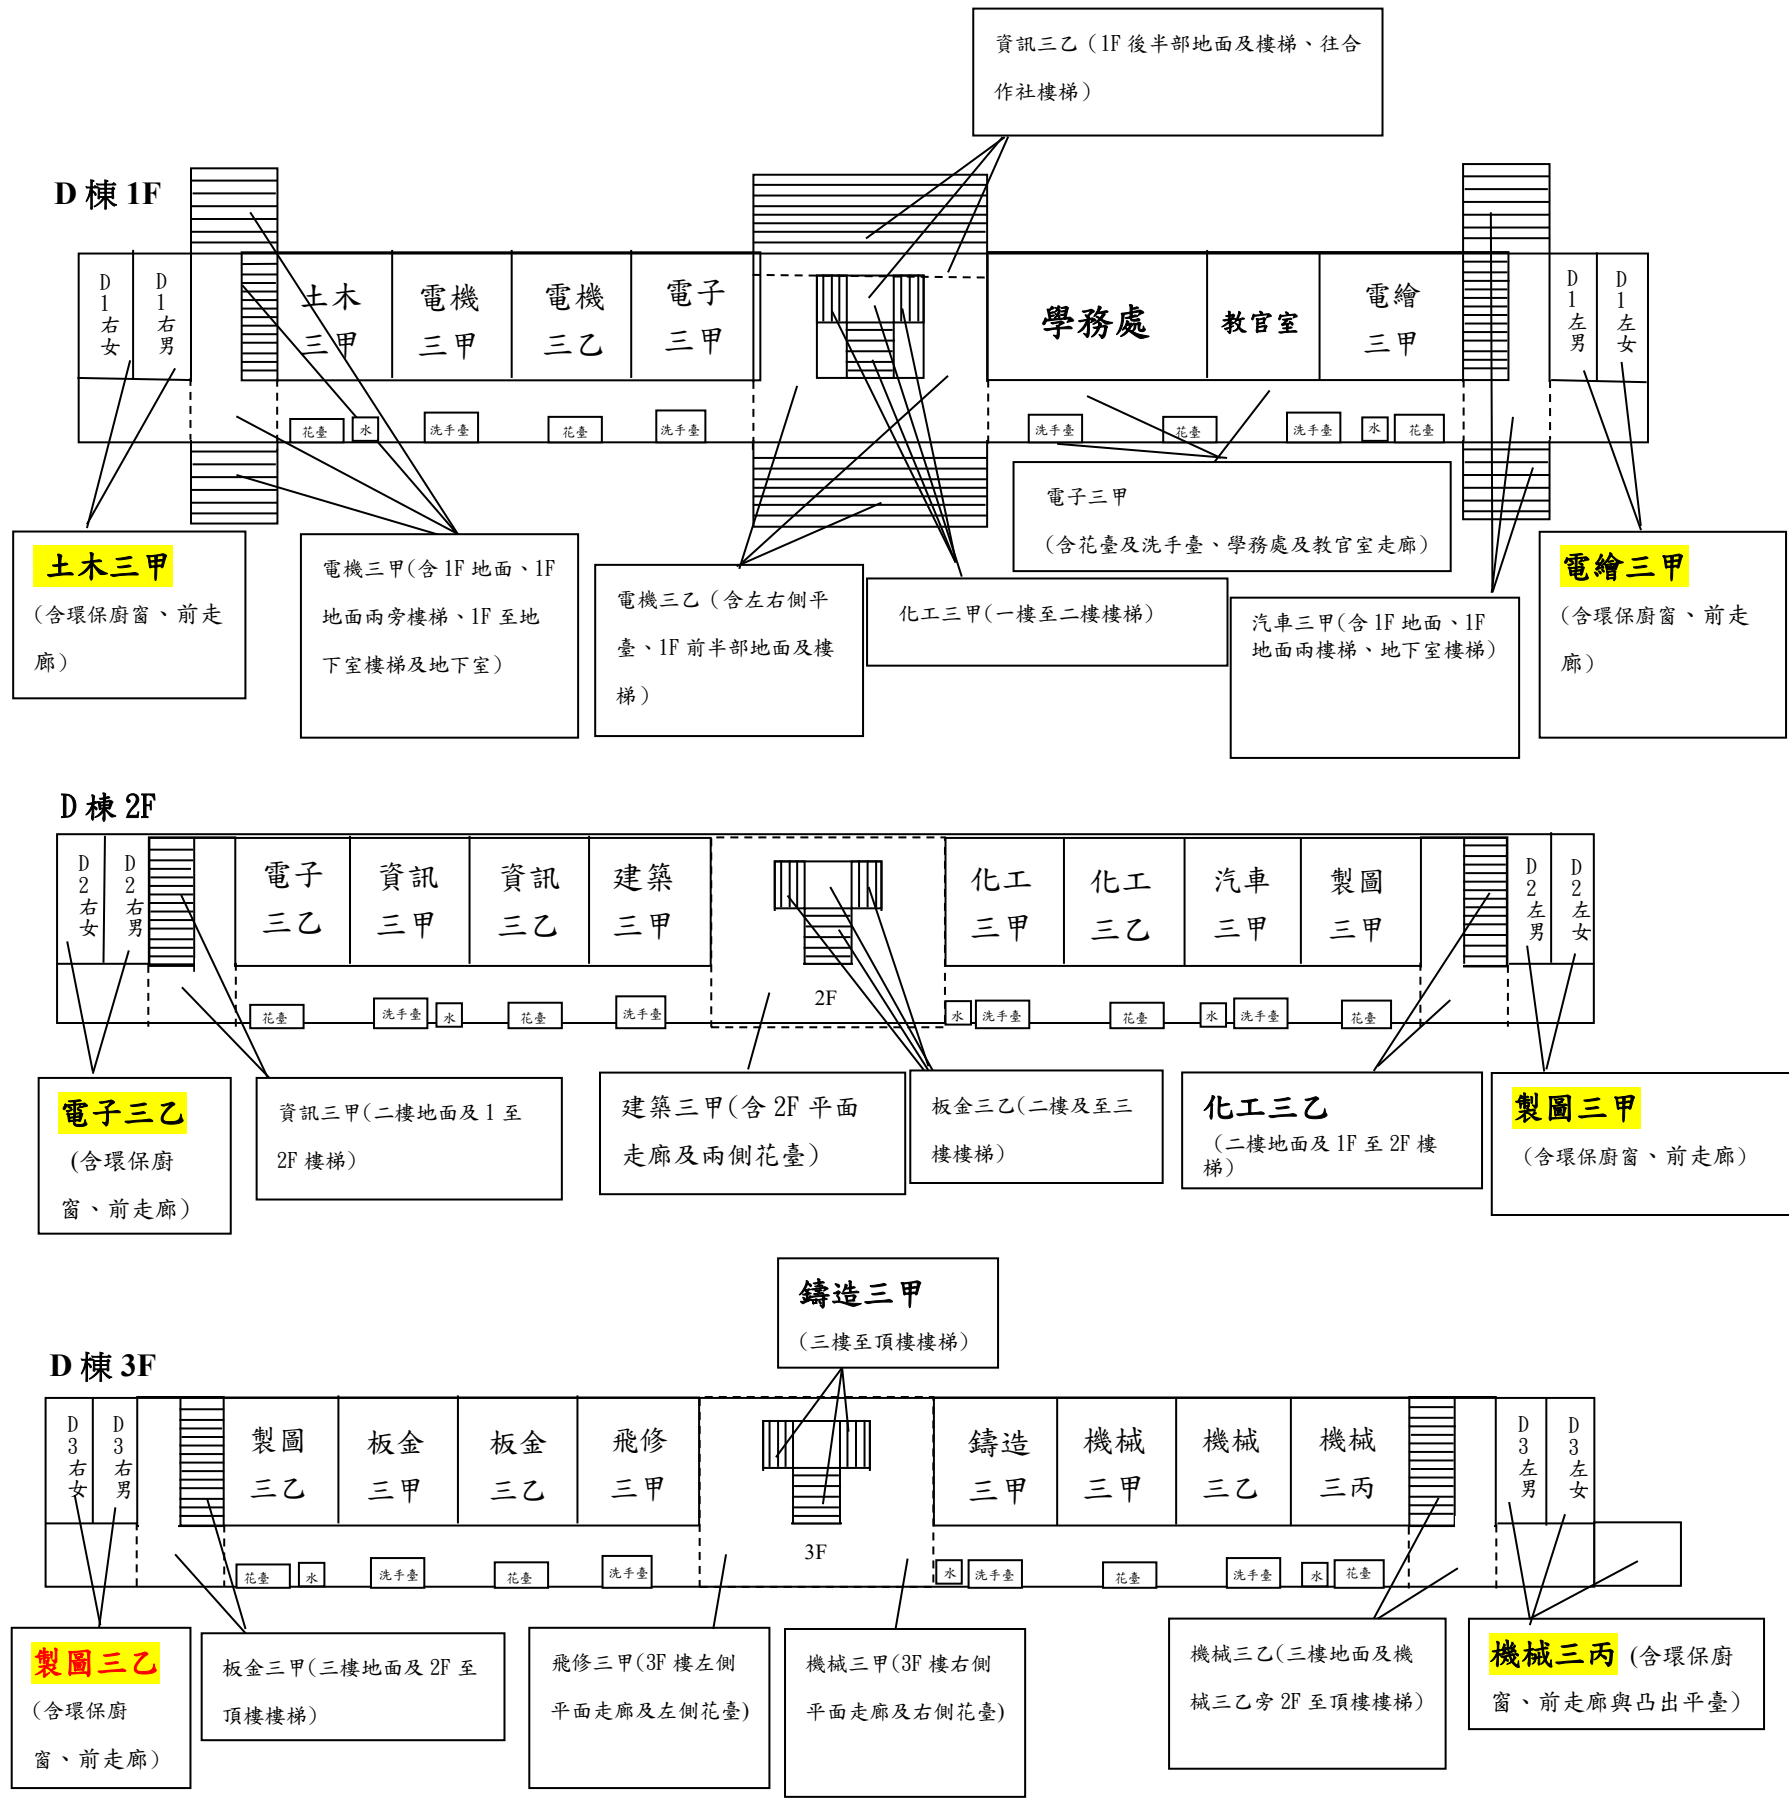 資訊三乙（1F 後半部地面及樓梯、往合
作社樓梯）
D 棟 1F
D1右女
D1右男
土木
三甲
電機
三甲
電機
三乙
電子
三甲
學務處
教官室
電繪
三甲
D1左男
D1左女
花臺
水
洗手臺
花臺
洗手臺
洗手臺
花臺
洗手臺
水
花臺
土木三甲
(含環保廚窗、前走
廊)
電機三甲(含 1F 地面、1F
地面兩旁樓梯、1F 至地
下室樓梯及地下室)
電機三乙（含左右側平
臺、1F 前半部地面及樓
梯）
化工三甲(一樓至二樓樓梯)
電子三甲
(含花臺及洗手臺、學務處及教官室走廊)
汽車三甲(含 1F 地面、1F
地面兩樓梯、地下室樓梯)
電繪三甲
(含環保廚窗、前走
廊)
D 棟 2F
D2右女
D2右男
電子
三乙
資訊
三甲
資訊
三乙
建築
三甲
2F
化工
三甲
化工
三乙
汽車
三甲
製圖
三甲
D2左男
D2左女
花臺
洗手臺
水
花臺
洗手臺
水
洗手臺
花臺
水
洗手臺
花臺
電子三乙
(含環保廚
窗、前走廊)
資訊三甲(二樓地面及 1 至
2F 樓梯)
建築三甲(含 2F 平面
走廊及兩側花臺)
板金三乙(二樓及至三
樓樓梯)
化工三乙
(二樓地面及 1F 至 2F 樓
梯)
製圖三甲
(含環保廚窗、前走廊)
鑄造三甲
(三樓至頂樓樓梯)
D 棟 3F
D3右女
D3右男
製圖
三乙
板金
三甲
板金
三乙
飛修
三甲
3F
鑄造
三甲
機械
三甲
機械
三乙
機械
三丙
D3左男
D3左女
花臺
水
洗手臺
花臺
洗手臺
水
洗手臺
花臺
洗手臺
水
花臺
製圖三乙
(含環保廚
窗、前走廊)
板金三甲(三樓地面及 2F 至
頂樓樓梯)
飛修三甲(3F 樓左側
平面走廊及左側花臺)
機械三甲(3F 樓右側
平面走廊及右側花臺)
機械三乙(三樓地面及機
械三乙旁 2F 至頂樓樓梯)
機械三丙 (含環保廚
窗、前走廊與凸出平臺)